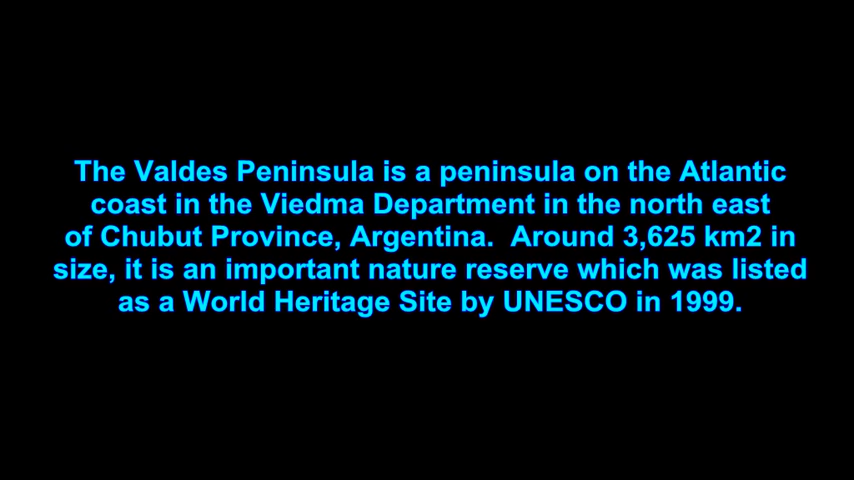 The Valdes Peninsula is a peninsula on the Atlantic
coast in the Viedma Department in the north east
of Chubut Province, Argentina.  Around 3,625 km2 in
size, it is an important nature reserve which was listed
as a World Heritage Site by UNESCO in 1999.